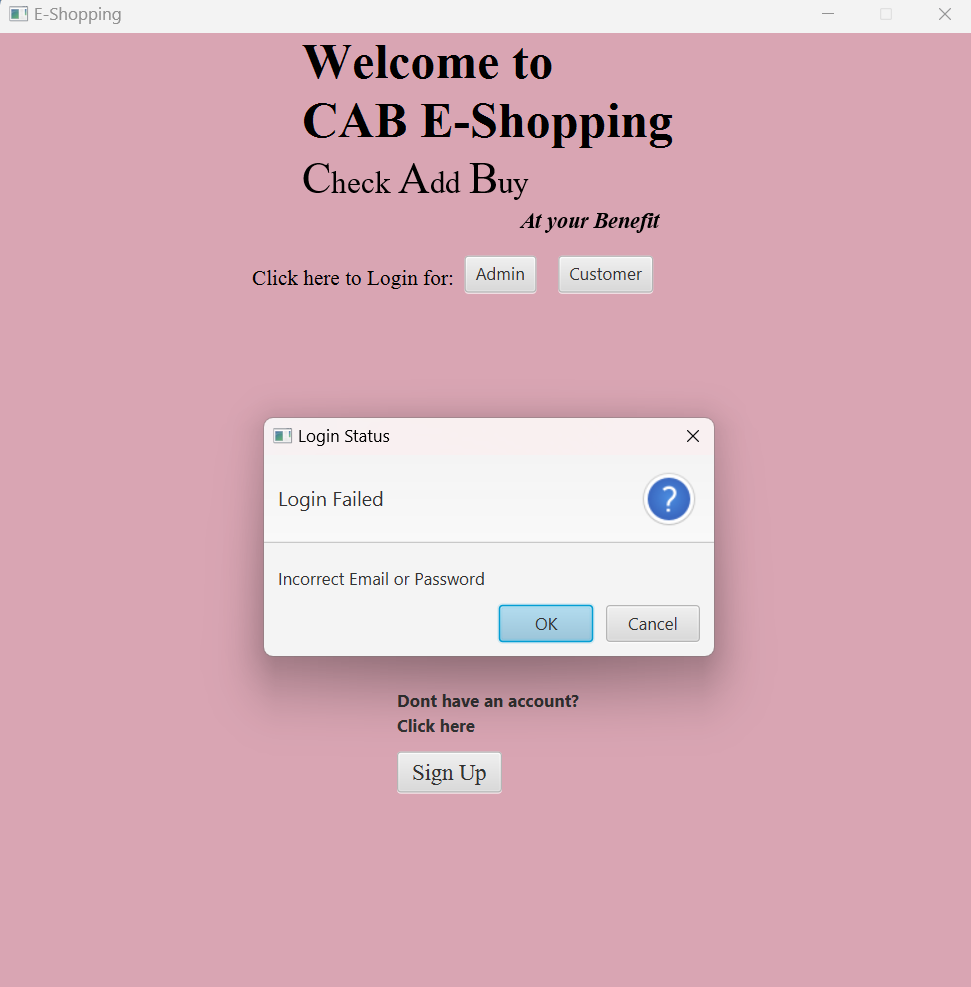 E-Shopping
Welcome to
CAB E-Shopping
Check Add Buy
At your Benefit
Click here to Login for: Admin Customer
Login Status
Login Failed
?
Incorrect Email or Password
OK Cancel
Dont have an account?
Click here
Sign Up